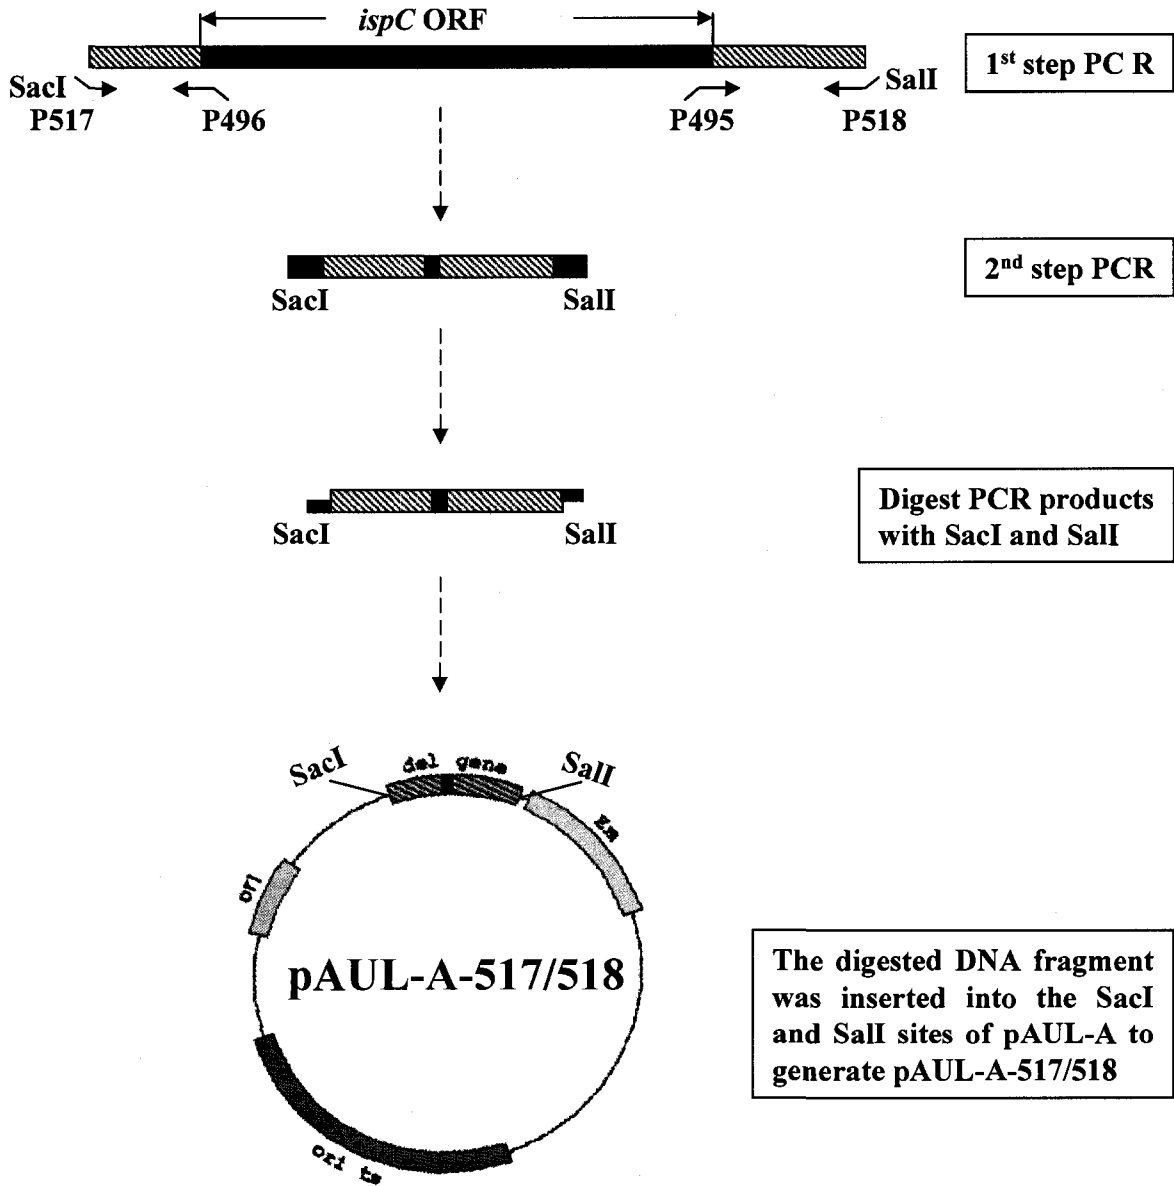 ispC ORF
1st step PC R
SacI
SalI
P517
P496
P495
P518
2nd step PCR
SacI
SalI
Digest PCR products
with SacI and SalI
SacI
SalI
SacI
del gene
SalI
Em
ori
pAUL-A-517/518
The digested DNA fragment
was inserted into the SacI
and SalI sites of pAUL-A to
generate pAUL-A-517/518
ori ts